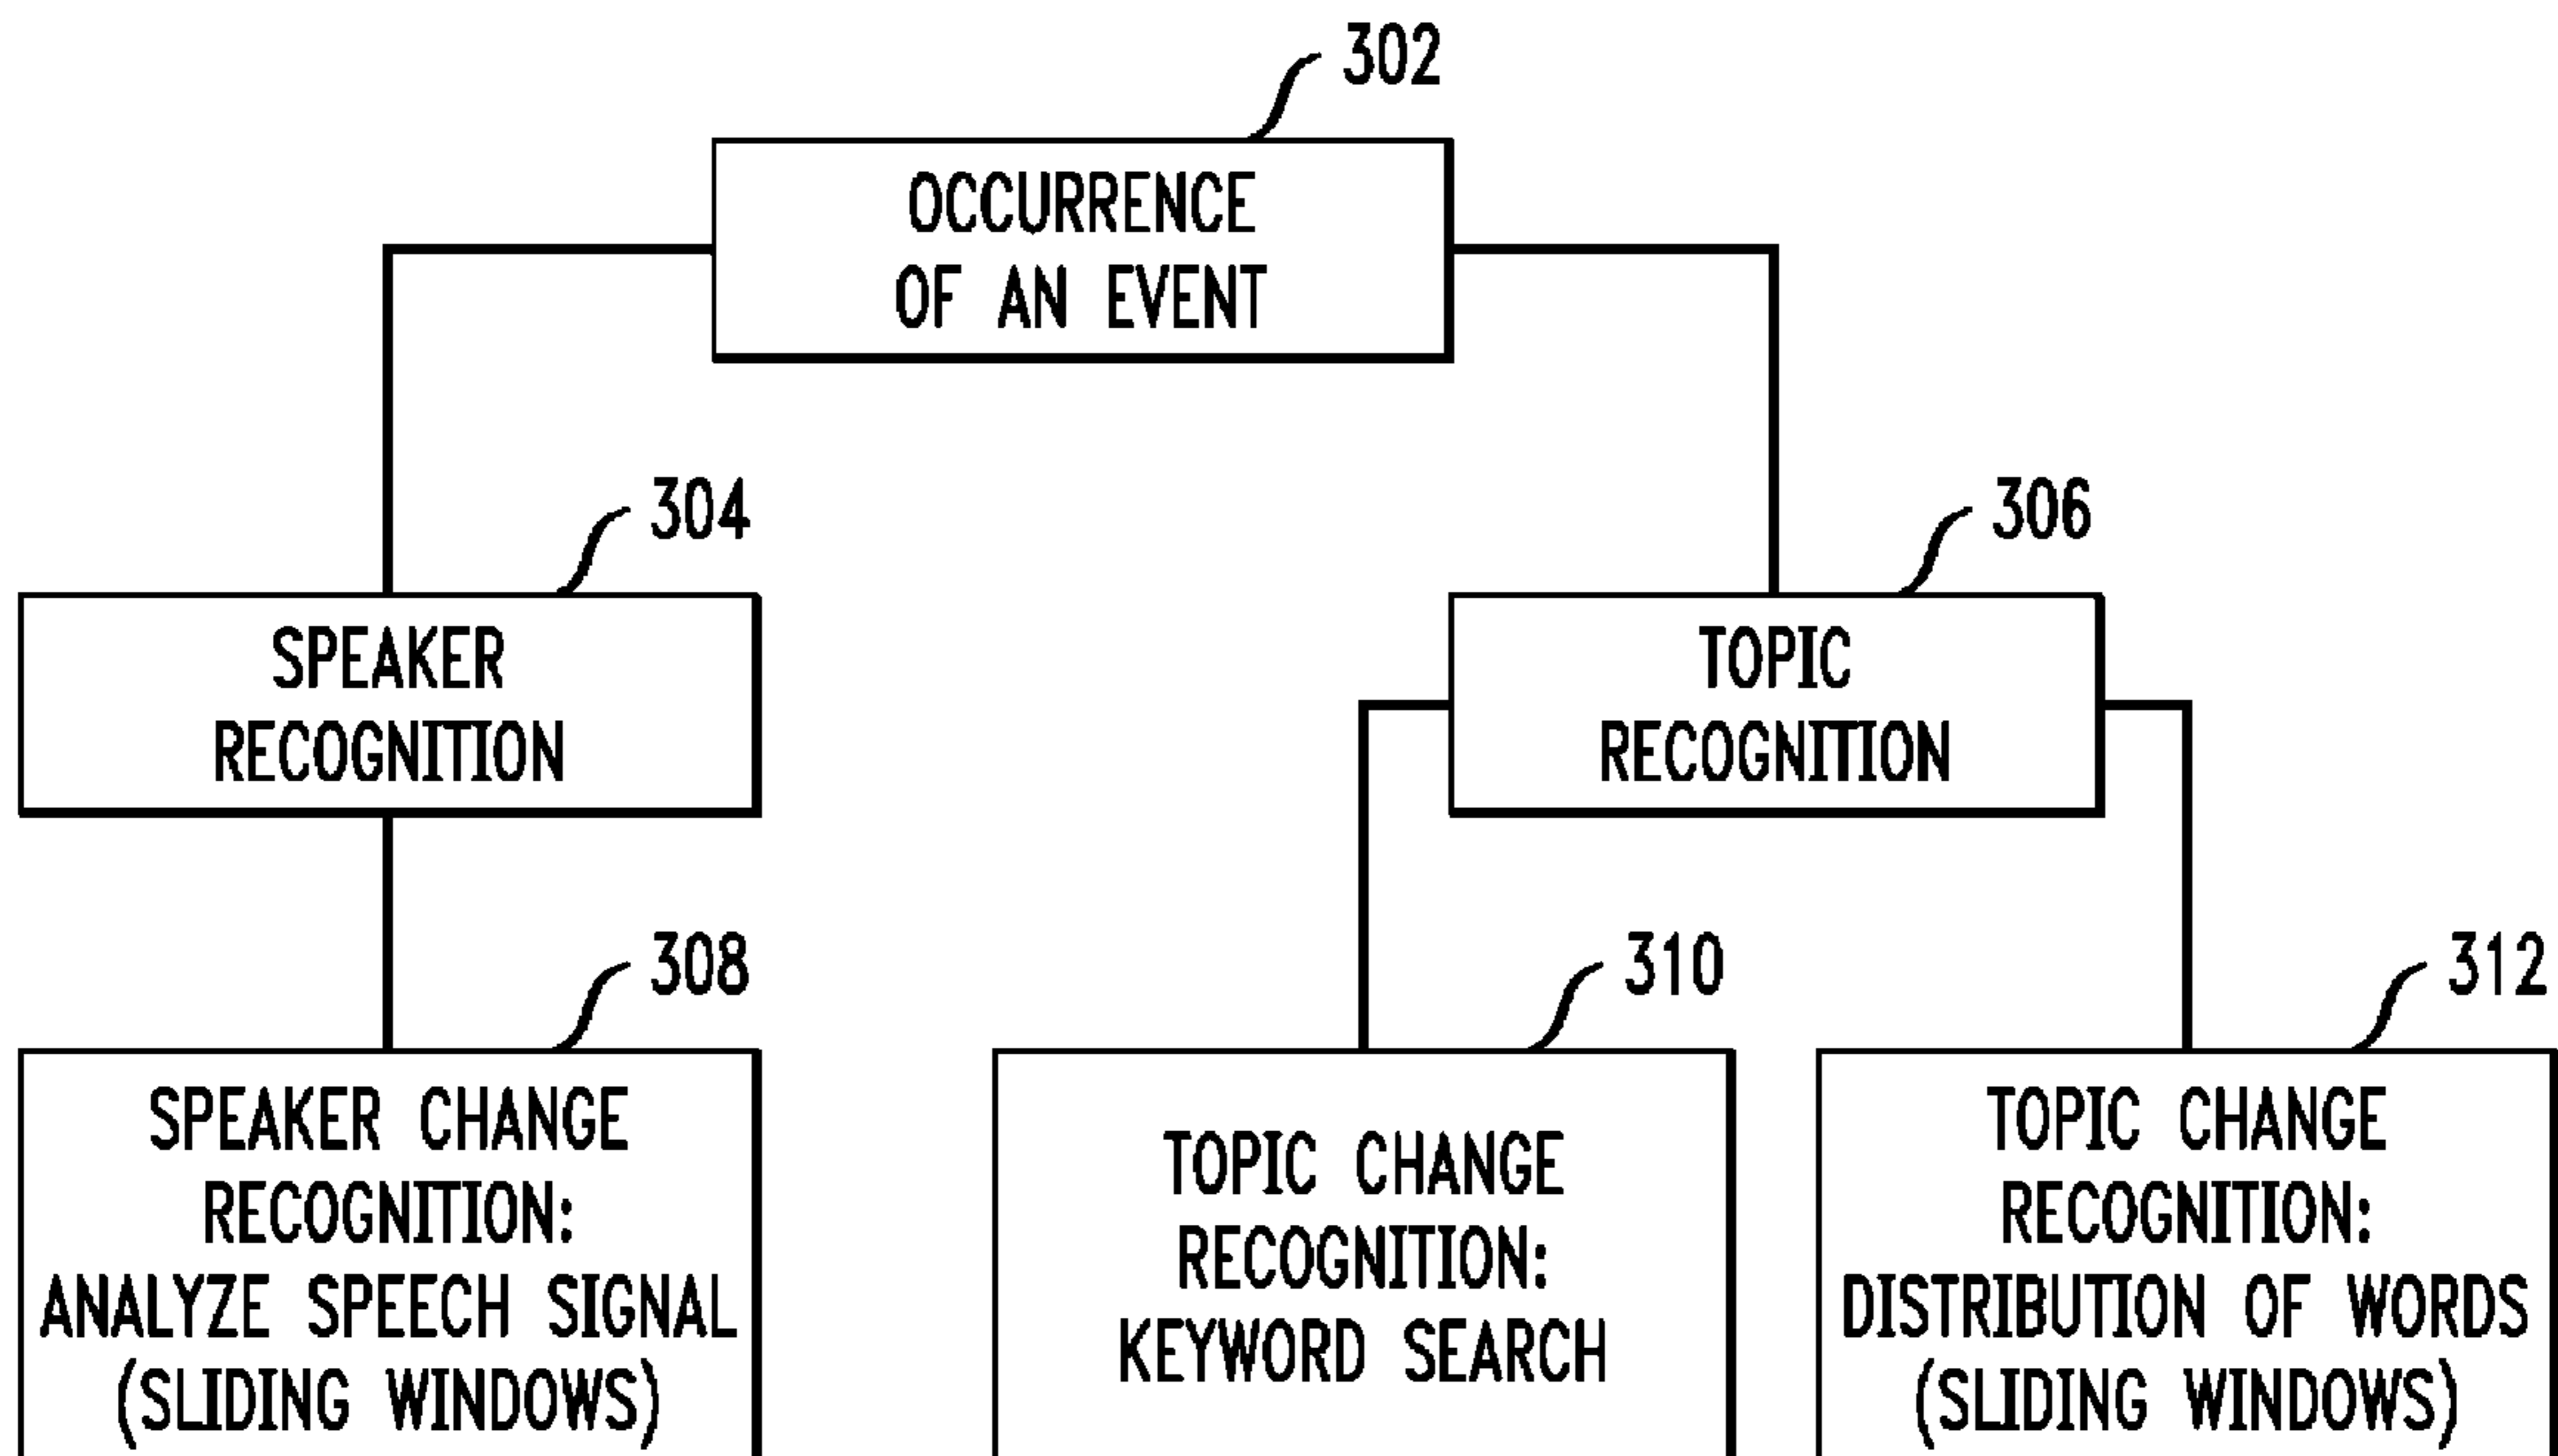 302
OCCURRENCE
OF AN EVENT
304
SPEAKER
RECOGNITION
306
TOPIC
RECOGNITION
308
SPEAKER CHANGE
RECOGNITION:
ANALYZE SPEECH SIGNAL
(SLIDING WINDOWS)
310
TOPIC CHANGE
RECOGNITION:
KEYWORD SEARCH
312
TOPIC CHANGE
RECOGNITION:
DISTRIBUTION OF WORDS
(SLIDING WINDOWS)